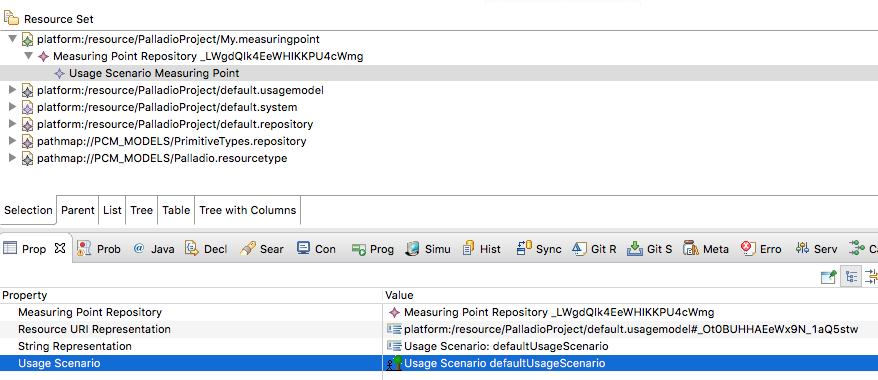 Resource Set
platform:/resource/PalladioProject/My.measuringpoint
Measuring Point Repository _LWgdQIk4EeWHIKKPU4cWmg
Usage Scenario Measuring Point
platform:/resource/PalladioProject/default.usagemodel
platform:/resource/PalladioProject/default.system
platform:/resource/PalladioProject/default.repository
pathmap://PCM_MODELS/PrimitiveTypes.repository
pathmap://PCM_MODELS/Palladio.resourcetype
Selection Parent List Tree Table Tree with Columns
Prop Prob @ Java Decl Sear Con Prog Simu Hist Sync Git R Git S Meta Erro Serv Ca
Property Value
Measuring Point Repository Measuring Point Repository _LWgdQIk4EeWHIKKPU4cWmg
Resource URI Representation platform:/resource/PalladioProject/default.usagemodel#_Ot0BUHHAEeWx9N_1aQ5stw
String Representation Usage Scenario: defaultUsageScenario
Usage Scenario Usage Scenario defaultUsageScenario